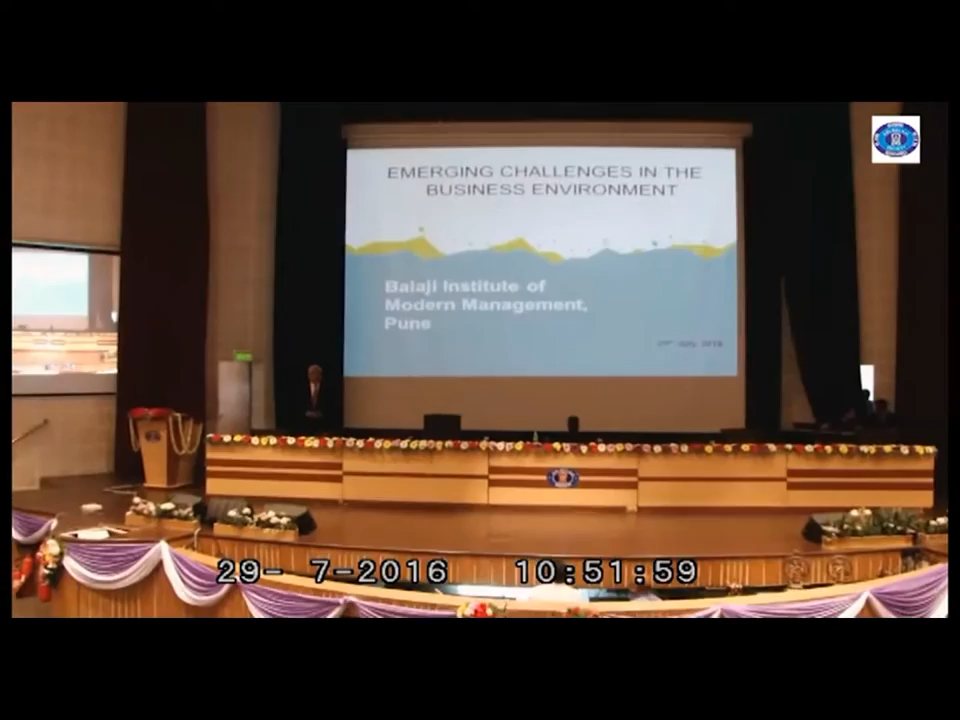 EMERGING CHALLENGES IN THE
BUSINESS ENVIRONMENT
Balaji Institute of
Modern Management,
Pune
29- 7-2016 10:51:59